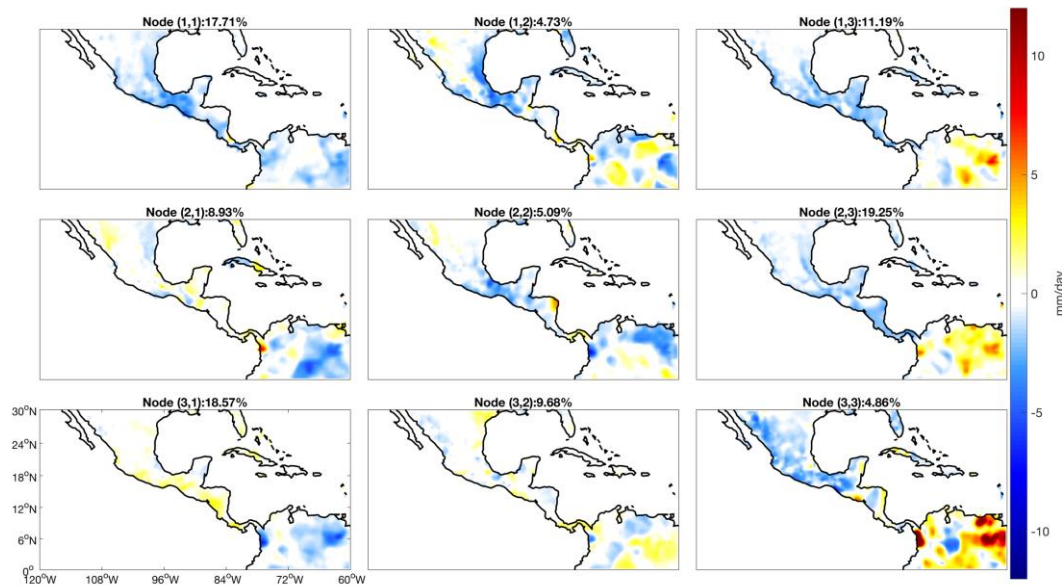 Node (1,1):17.71%
Node (1,2):4.73%
Node (1,3):11.19%
10
5
0
-5
-10
mm/day
Node (2,1):8.93%
Node (2,2):5.09%
Node (2,3):19.25%
Node (3,1):18.57%
Node (3,2):9.68%
Node (3,3):4.86%
30°N
24°N
18°N
12°N
6°N
0°
120°W 108°W 96°W 84°W 72°W 60°W